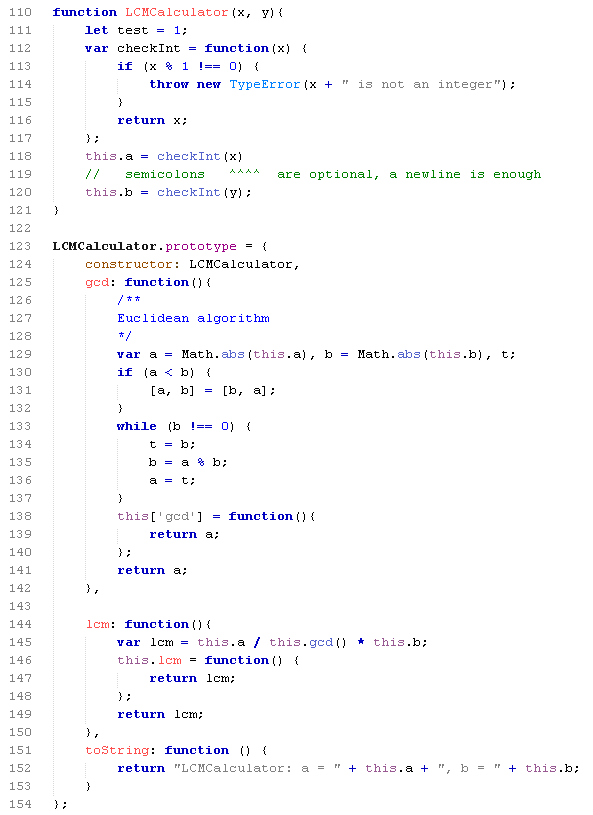 110 function LCMCalculator(x, y){
111     let test = 1;
112     var checkInt = function(x) {
113         if (x % 1 !== 0) {
114             throw new TypeError(x + " is not an integer");
115         }
116         return x;
117     };
118     this.a = checkInt(x)
119     //   semicolons   ^^^^  are optional, a newline is enough
120     this.b = checkInt(y);
121 }
122
123 LCMCalculator.prototype = {
124     constructor: LCMCalculator,
125     gcd: function(){
126         /**
127         Euclidean algorithm
128         */
129         var a = Math.abs(this.a), b = Math.abs(this.b), t;
130         if (a < b) {
131             [a, b] = [b, a];
132         }
133         while (b !== 0) {
134             t = b;
135             b = a % b;
136             a = t;
137         }
138         this['gcd'] = function(){
139             return a;
140         };
141         return a;
142     },
143
144     lcm: function(){
145         var lcm = this.a / this.gcd() * this.b;
146         this.lcm = function() {
147             return lcm;
148         };
149         return lcm;
150     },
151     toString: function () {
152         return "LCMCalculator: a = " + this.a + ", b = " + this.b;
153     }
154 };